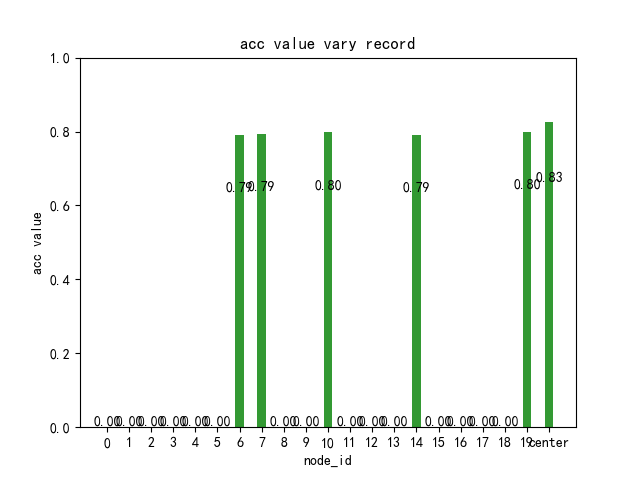 acc value vary record
1.0
0.8
0.6
0.4
0.2
0.0
acc value
0.00 0.00 0.00 0.00 0.00 0.00 0.79 0.79 0.00 0.00 0.80 0.00 0.00 0.00 0.79 0.00 0.00 0.00 0.00 0.80 0.83
0 1 2 3 4 5 6 7 8 9 10 11 12 13 14 15 16 17 18 19 center
node_id